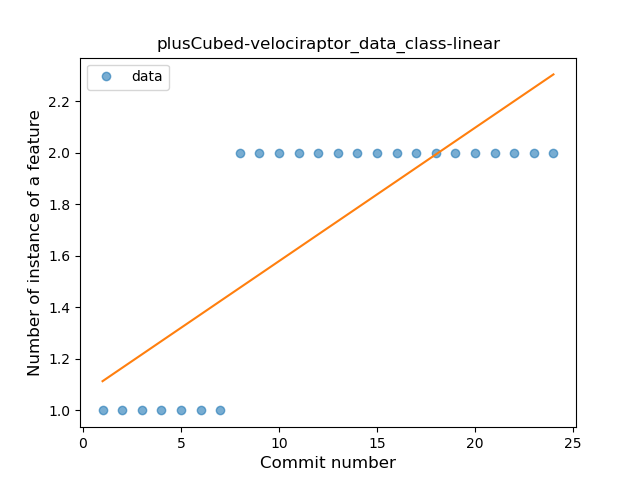 plusCubed-velociraptor_data_class-linear
data
Number of instance of a feature
2.2
2.0
1.8
1.6
1.4
1.2
1.0
0 5 10 15 20 25
Commit number